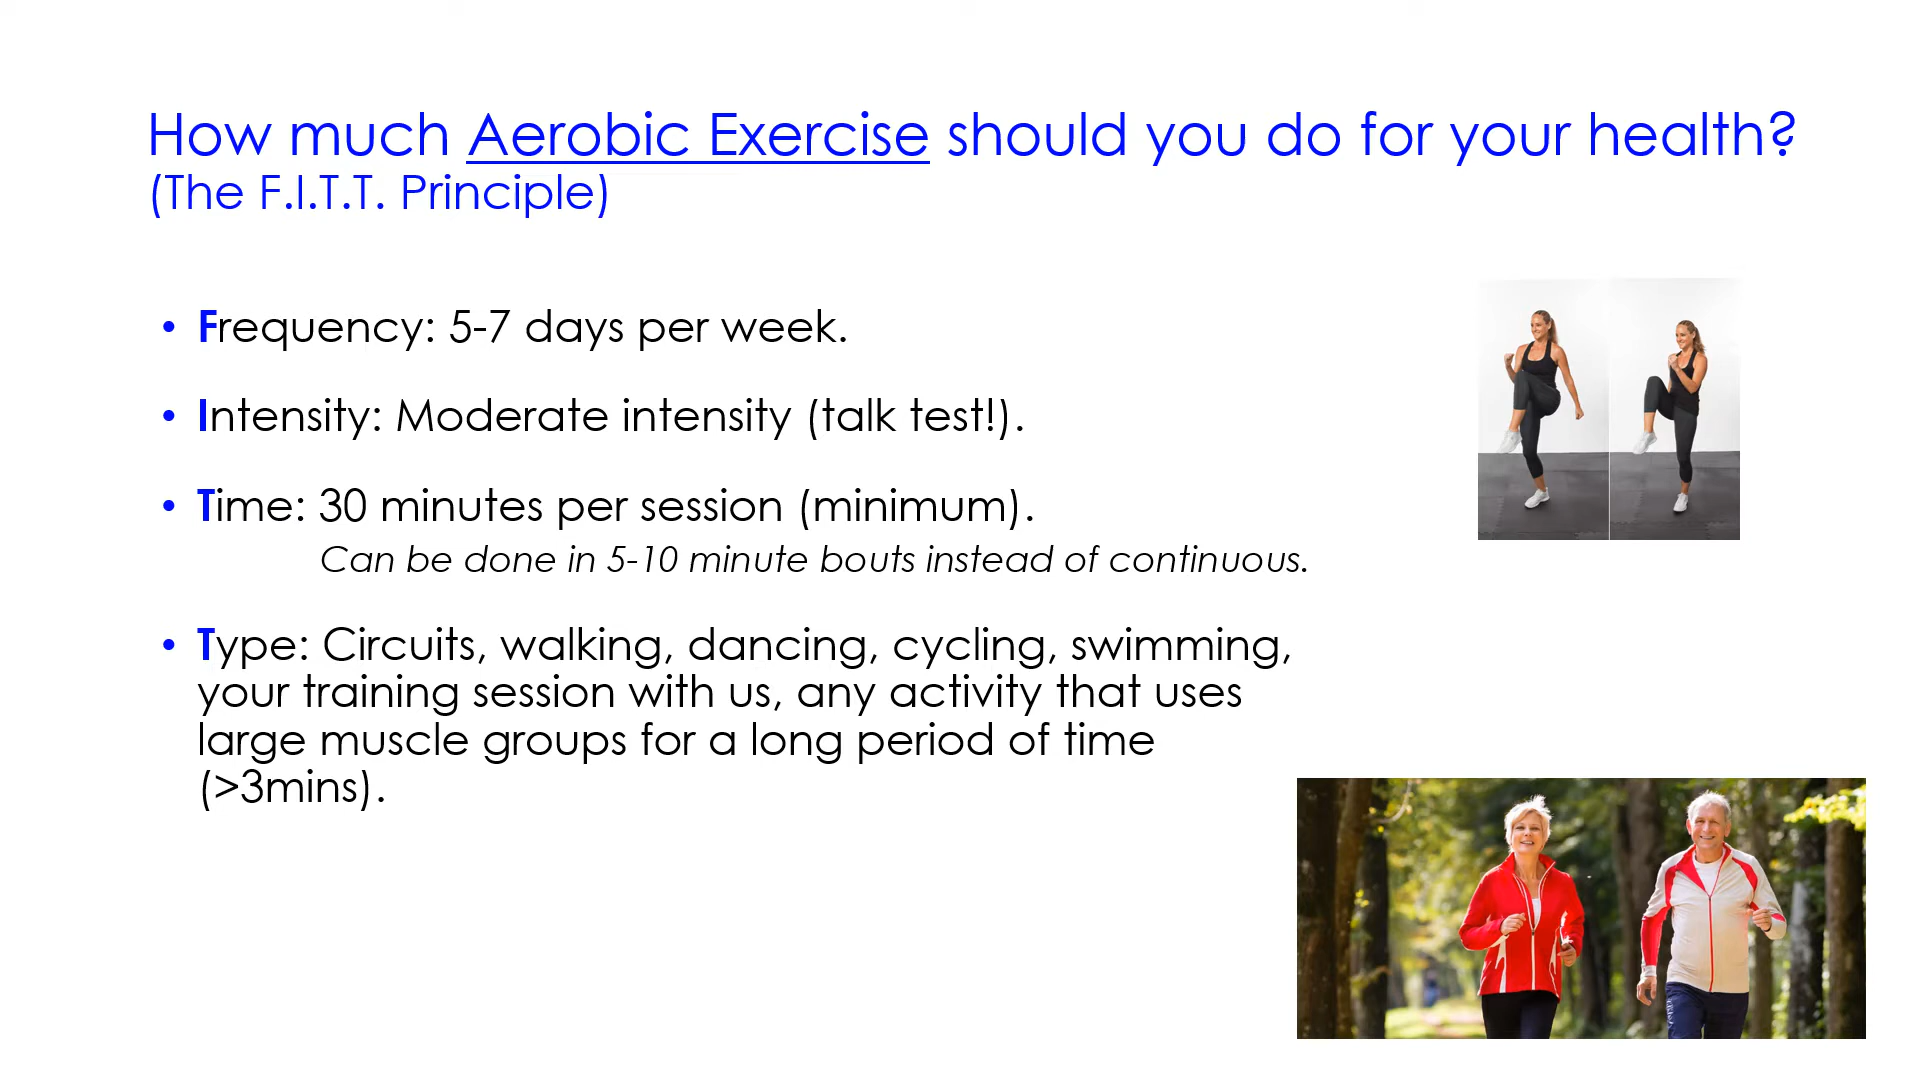 How much Aerobic Exercise should you do for your health?
(The F.I.T.T. Principle)
• Frequency: 5-7 days per week.
• Intensity: Moderate intensity (talk test!).
• Time: 30 minutes per session (minimum).
Can be done in 5-10 minute bouts instead of continuous.
• Type: Circuits, walking, dancing, cycling, swimming,
your training session with us, any activity that uses
large muscle groups for a long period of time
(>3mins).